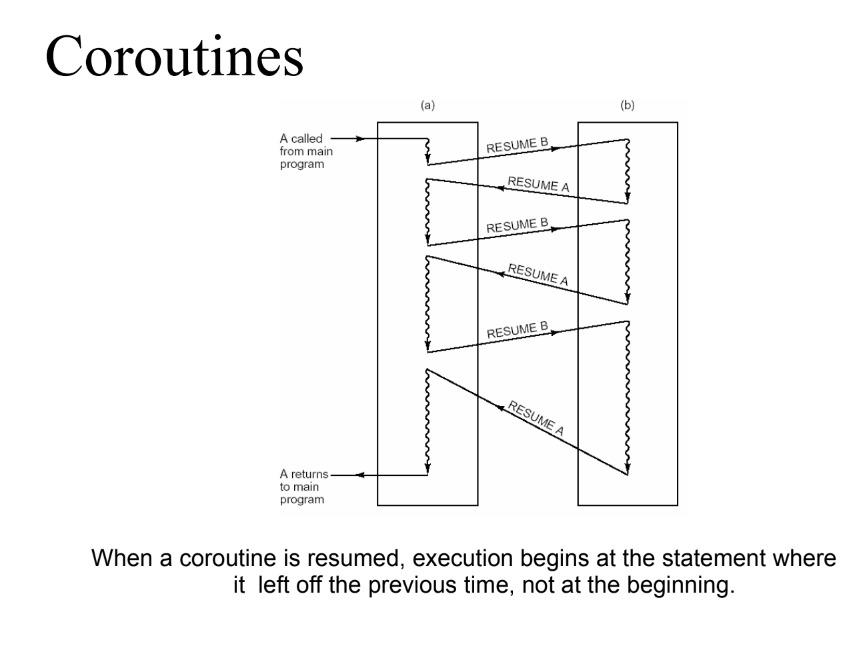 Coroutines
(a)
(b)
A called
from main
program
RESUME B
RESUME A
RESUME B
RESUME A
RESUME B
RESUME A
A returns
to main
program
When a coroutine is resumed, execution begins at the statement where
it left off the previous time, not at the beginning.